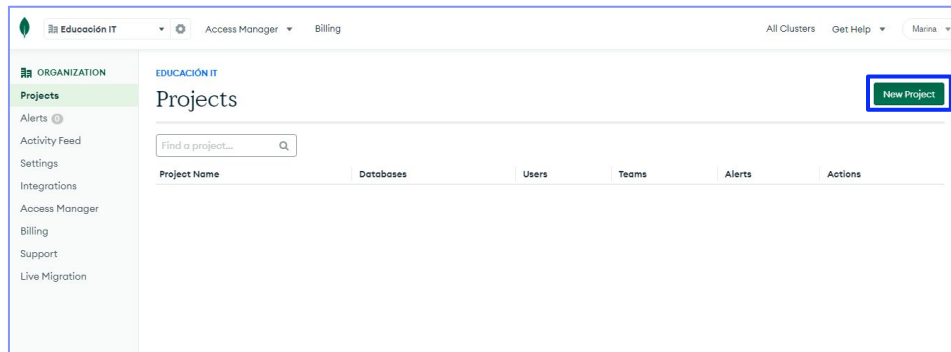 Educación IT Access Manager Billing All Clusters Get Help Marina
ORGANIZATION
Projects
Alerts 0
Activity Feed
Settings
Integrations
Access Manager
Billing
Support
Live Migration
EDUCACIÓN IT
Projects
New Project
Find a project...
Project Name Databases Users Teams Alerts Actions